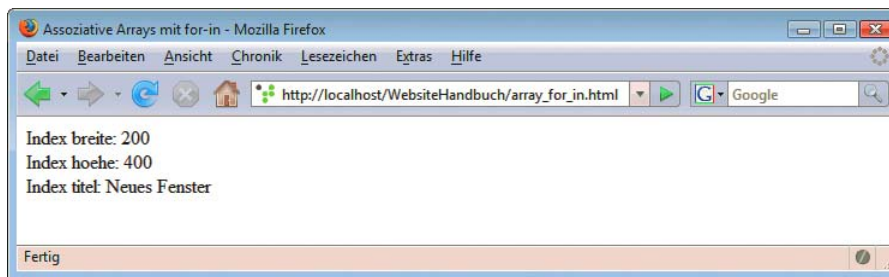 Assoziative Arrays mit for-in - Mozilla Firefox
Datei Bearbeiten Ansicht Chronik Lesezeichen Extras Hilfe
http://localhost/WebsiteHandbuch/array_for_in.html G Google
Index breite: 200
Index hoehe: 400
Index titel: Neues Fenster
Fertig